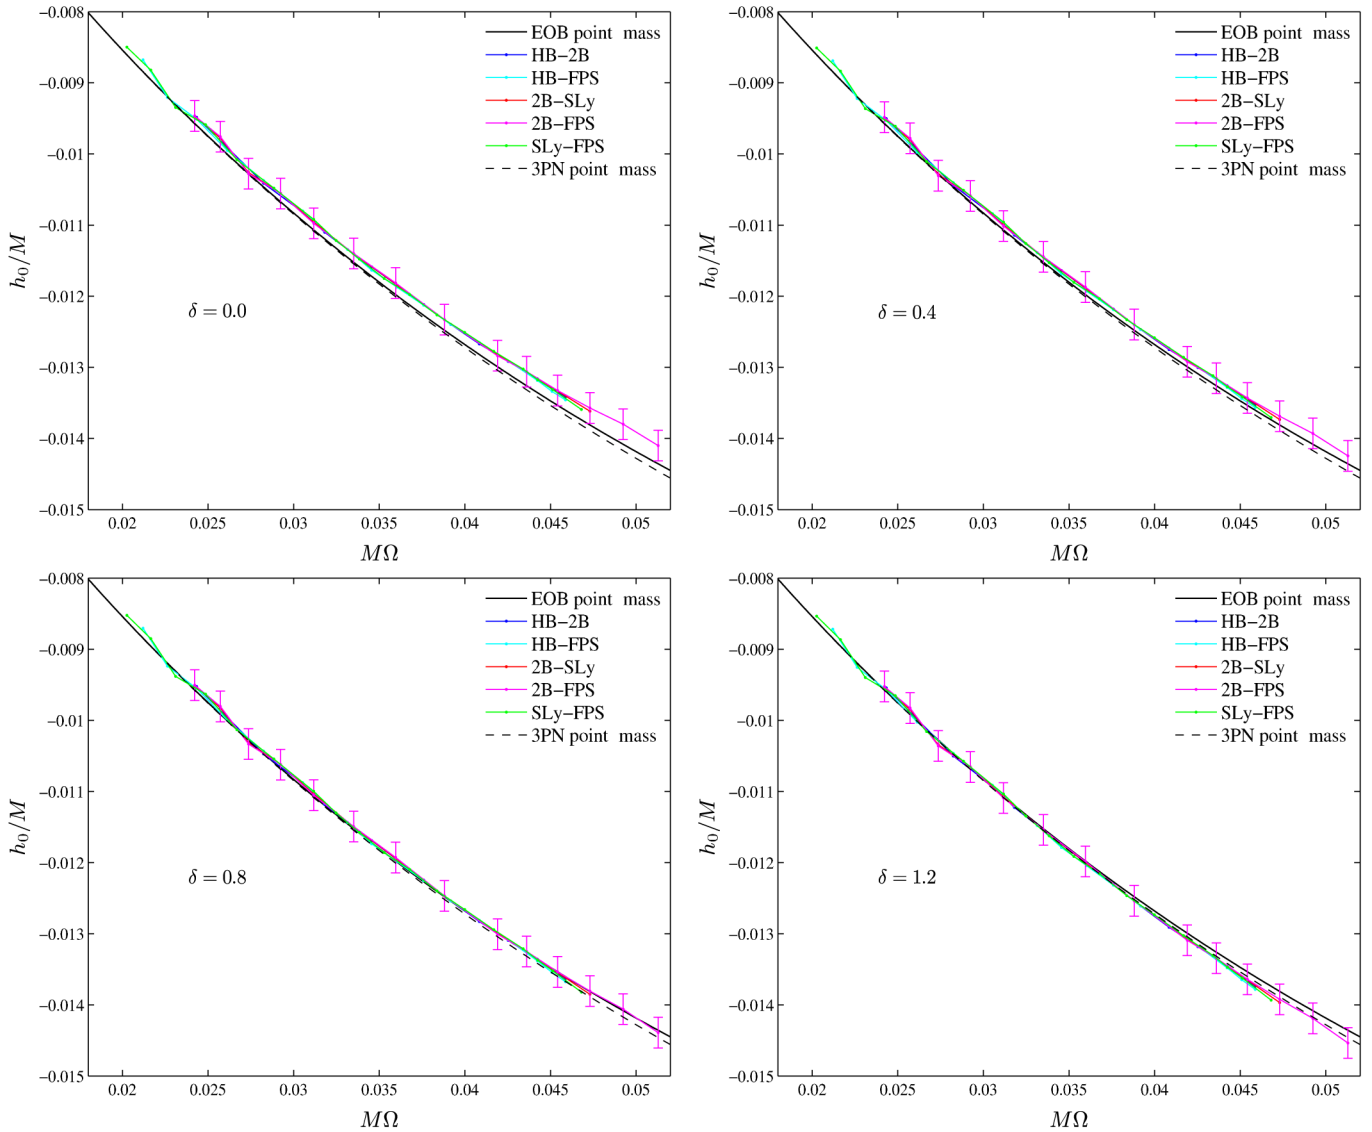 −0.008
−0.009
−0.01
−0.011
−0.012
−0.013
−0.014
−0.015
h₀/M
EOB point mass
HB−2B
HB−FPS
2B−SLy
2B−FPS
SLy−FPS
3PN point mass
δ = 0.0
0.02 0.025 0.03 0.035 0.04 0.045 0.05
MΩ
−0.008
−0.009
−0.01
−0.011
−0.012
−0.013
−0.014
−0.015
h₀/M
EOB point mass
HB−2B
HB−FPS
2B−SLy
2B−FPS
SLy−FPS
3PN point mass
δ = 0.4
0.02 0.025 0.03 0.035 0.04 0.045 0.05
MΩ
−0.008
−0.009
−0.01
−0.011
−0.012
−0.013
−0.014
−0.015
h₀/M
EOB point mass
HB−2B
HB−FPS
2B−SLy
2B−FPS
SLy−FPS
3PN point mass
δ = 0.8
0.02 0.025 0.03 0.035 0.04 0.045 0.05
MΩ
−0.008
−0.009
−0.01
−0.011
−0.012
−0.013
−0.014
−0.015
h₀/M
EOB point mass
HB−2B
HB−FPS
2B−SLy
2B−FPS
SLy−FPS
3PN point mass
δ = 1.2
0.02 0.025 0.03 0.035 0.04 0.045 0.05
MΩ